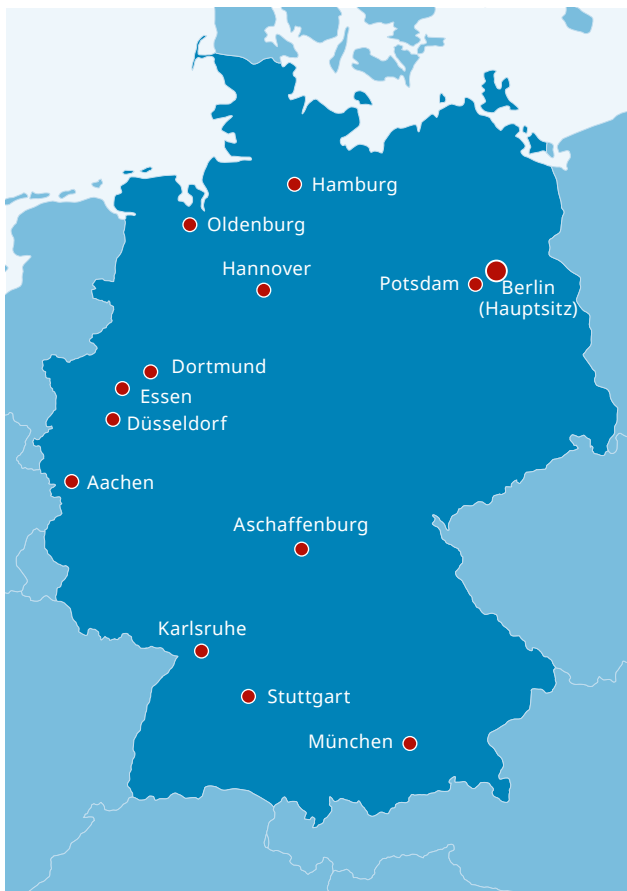 Hamburg
Oldenburg
Hannover
Potsdam
Berlin
(Hauptsitz)
Dortmund
Essen
Düsseldorf
Aachen
Aschaffenburg
Karlsruhe
Stuttgart
München